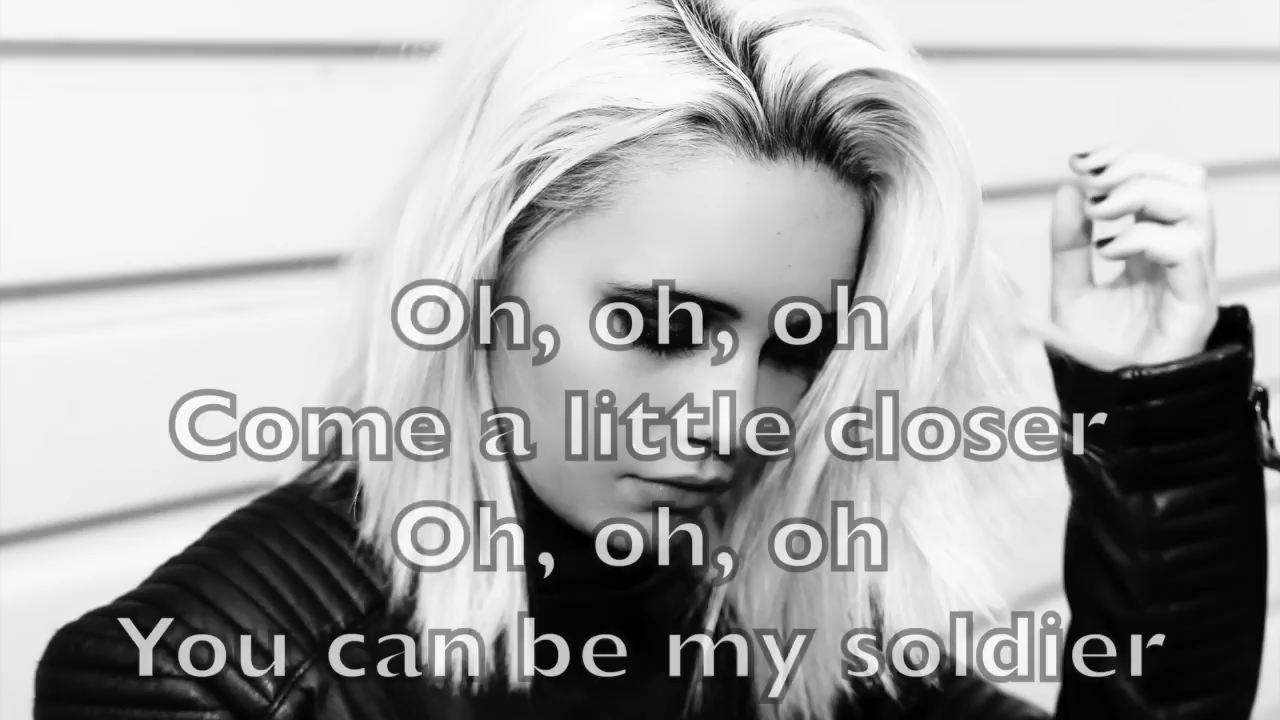 Oh, oh, oh
Come a little closer
Oh, oh, oh
You can be my soldier